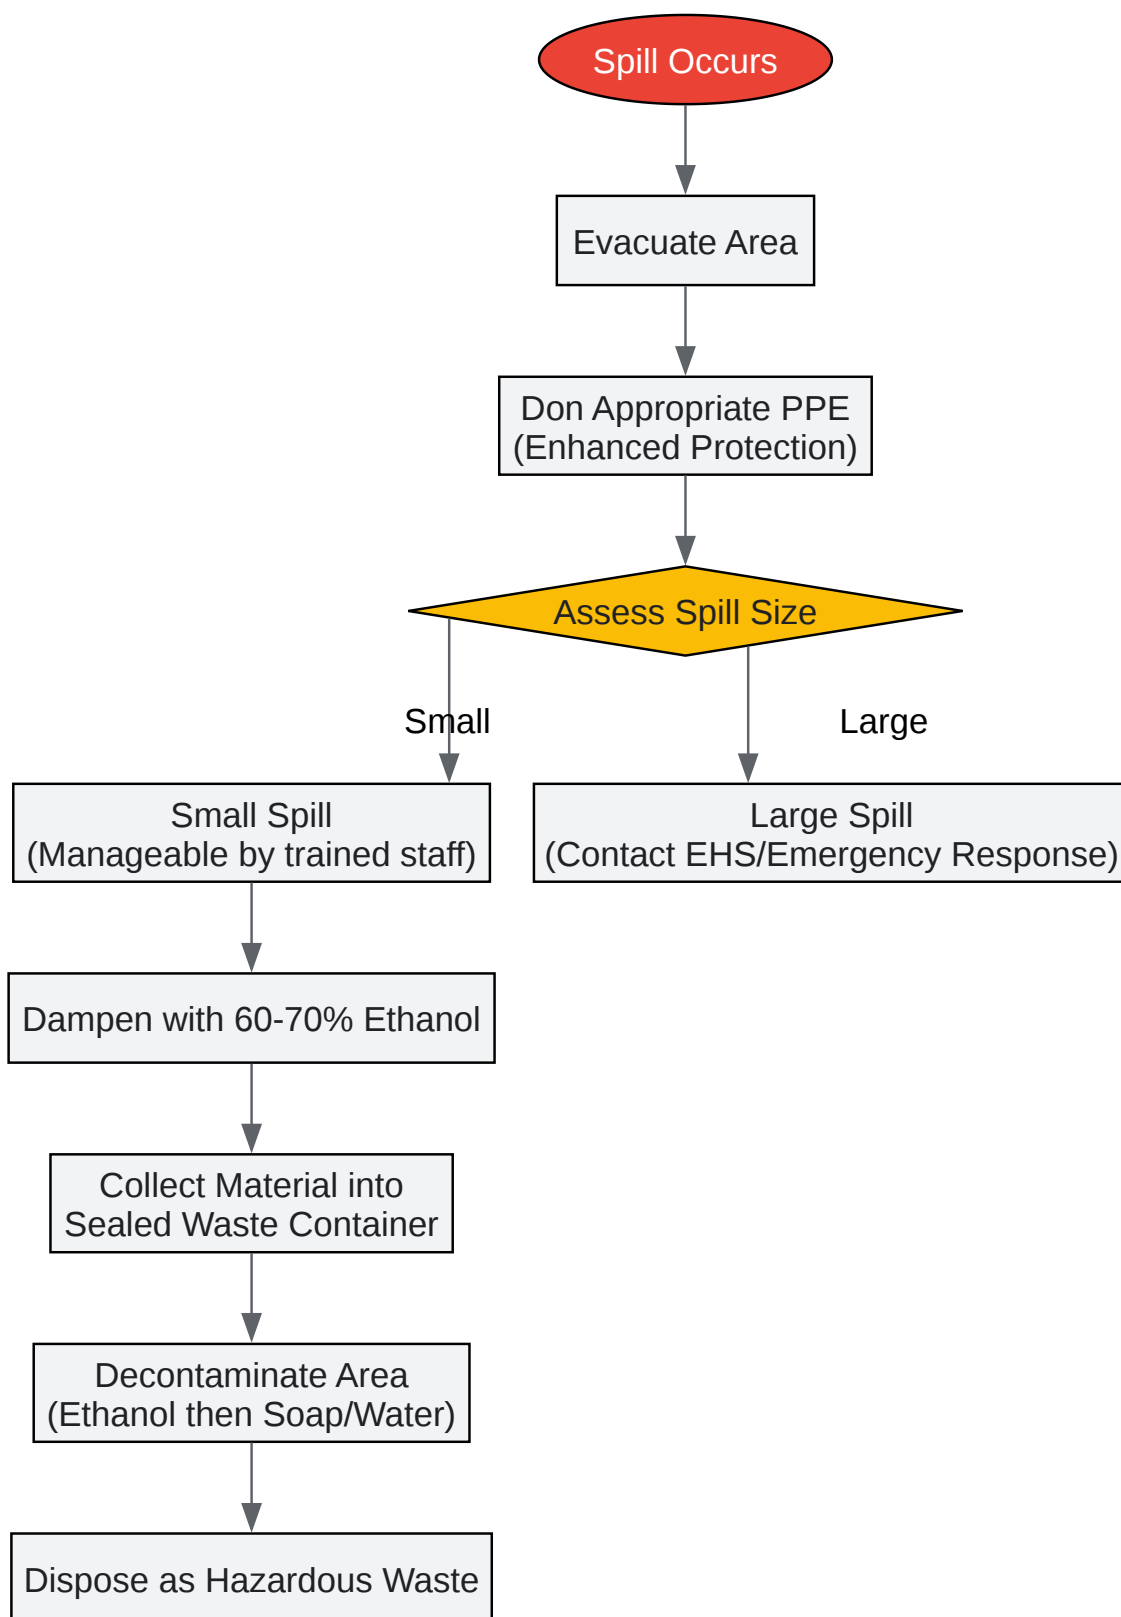 Spill Occurs
Evacuate Area
Don Appropriate PPE
(Enhanced Protection)
Assess Spill Size
Small
Large
Small Spill
(Manageable by trained staff)
Large Spill
(Contact EHS/Emergency Response)
Dampen with 60-70% Ethanol
Collect Material into
Sealed Waste Container
Decontaminate Area
(Ethanol then Soap/Water)
Dispose as Hazardous Waste